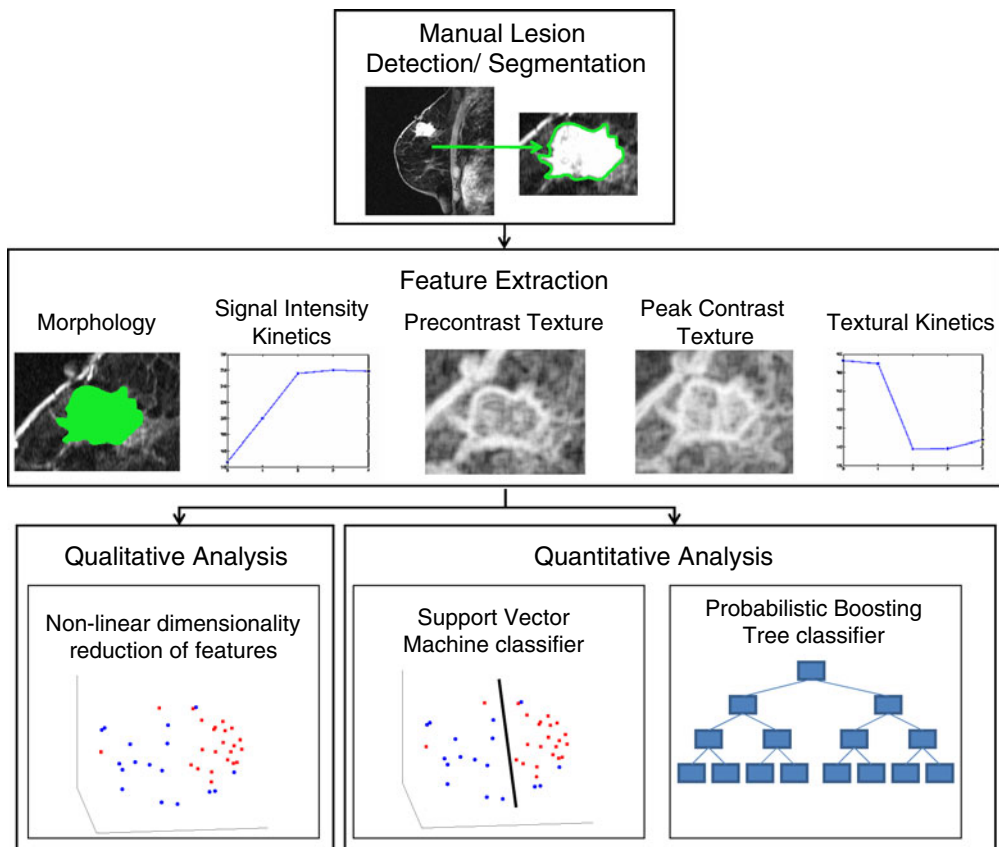 Manual Lesion
Detection/ Segmentation
Feature Extraction
Morphology
Signal Intensity
Kinetics
Precontrast Texture
Peak Contrast
Texture
Textural Kinetics
Qualitative Analysis
Quantitative Analysis
Non-linear dimensionality
reduction of features
Support Vector
Machine classifier
Probabilistic Boosting
Tree classifier